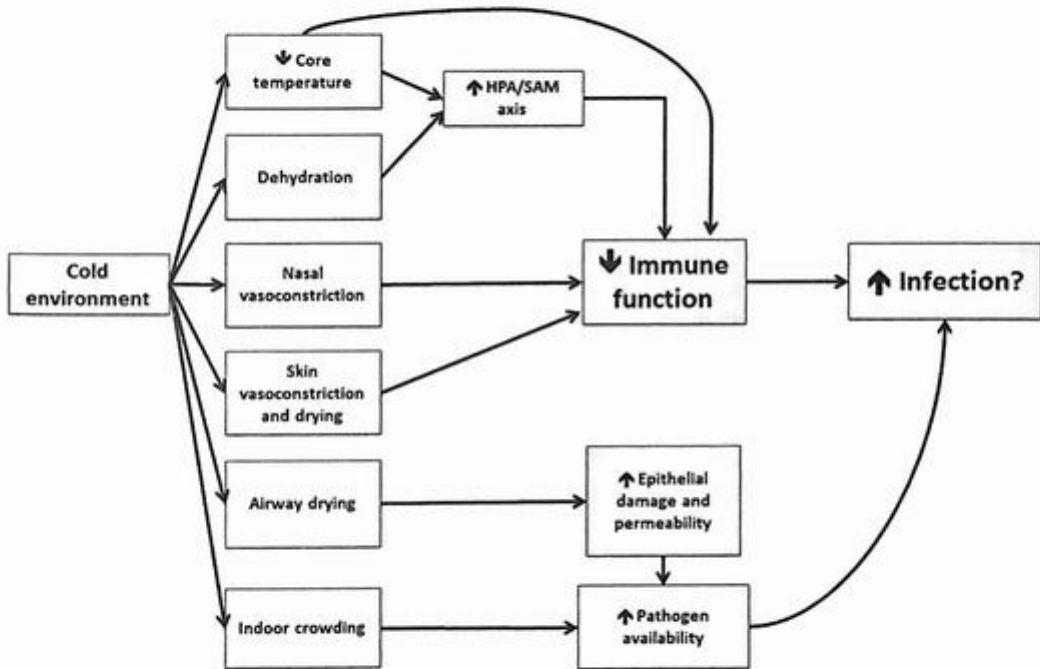 ↓ Core
temperature
↑ HPA/SAM
axis
Dehydration
Cold
environment
Nasal
vasoconstriction
↓ Immune
function
↑ Infection?
Skin
vasoconstriction
and drying
Airway drying
↑ Epithelial
damage and
permeability
Indoor crowding
↑ Pathogen
availability